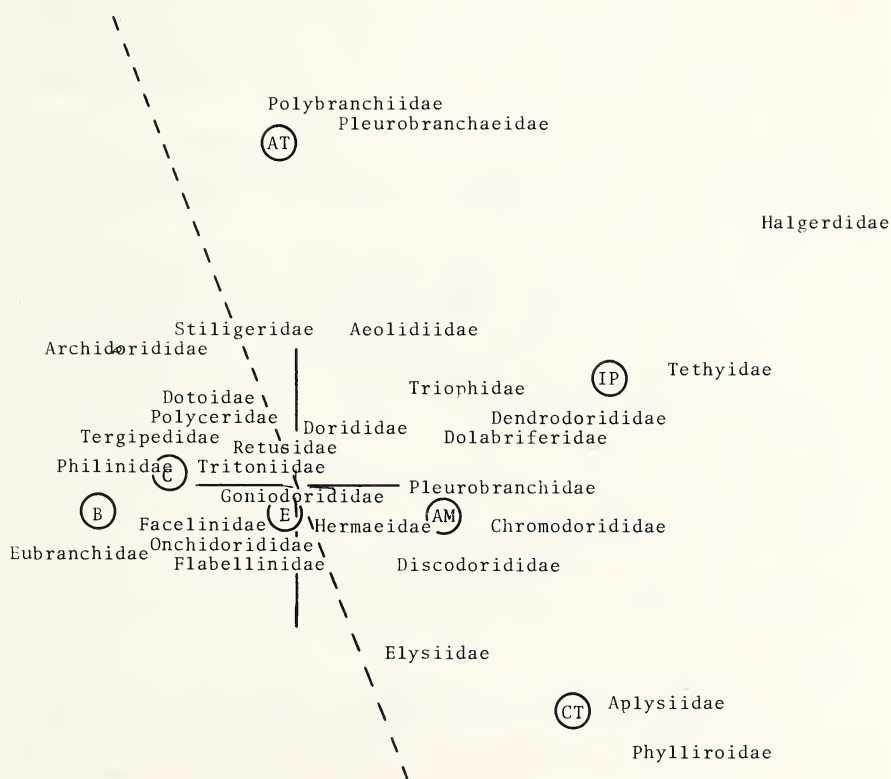 Polybranchiidae
Pleurobranchaeidae
AT
Halgerdidae
Stiligeridae Aeolidiidae
Archidorididae
Tethyidae
IP
Triophidae
Dotoidae
Polyceridae Dendrodorididae
Dorididae
Tergipedidae Dolabriferidae
Retusidae
Philinidae C Tritoniidae
Pleurobranchidae
Goniodorididae
B E AM
Facelinidae Hermaeidae Chromodorididae
Onchidorididae
Eubranchidae
Flabellinidae Discodorididae
Elysiidae
Aplysiidae
CT
Phylliroidae